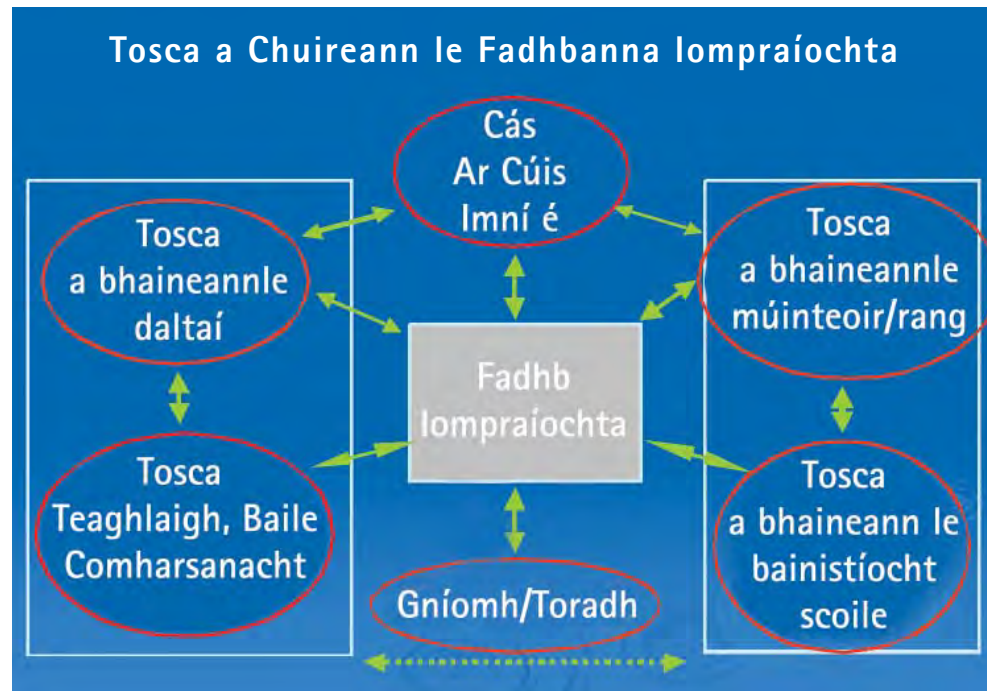 Tosca a Chuireann le Fadhbanna Iompraíochta
Cás
Ar Cúis
Imní é
Tosca
a bhaineannle
daltaí
Tosca
a bhaineannle
múinteoir/rang
Fadhb
Iompraíochta
Tosca
Teaghlaigh, Baile
Comharsanacht
Tosca
a bhaineann le
bainistíocht
scoile
Gníomh/Toradh